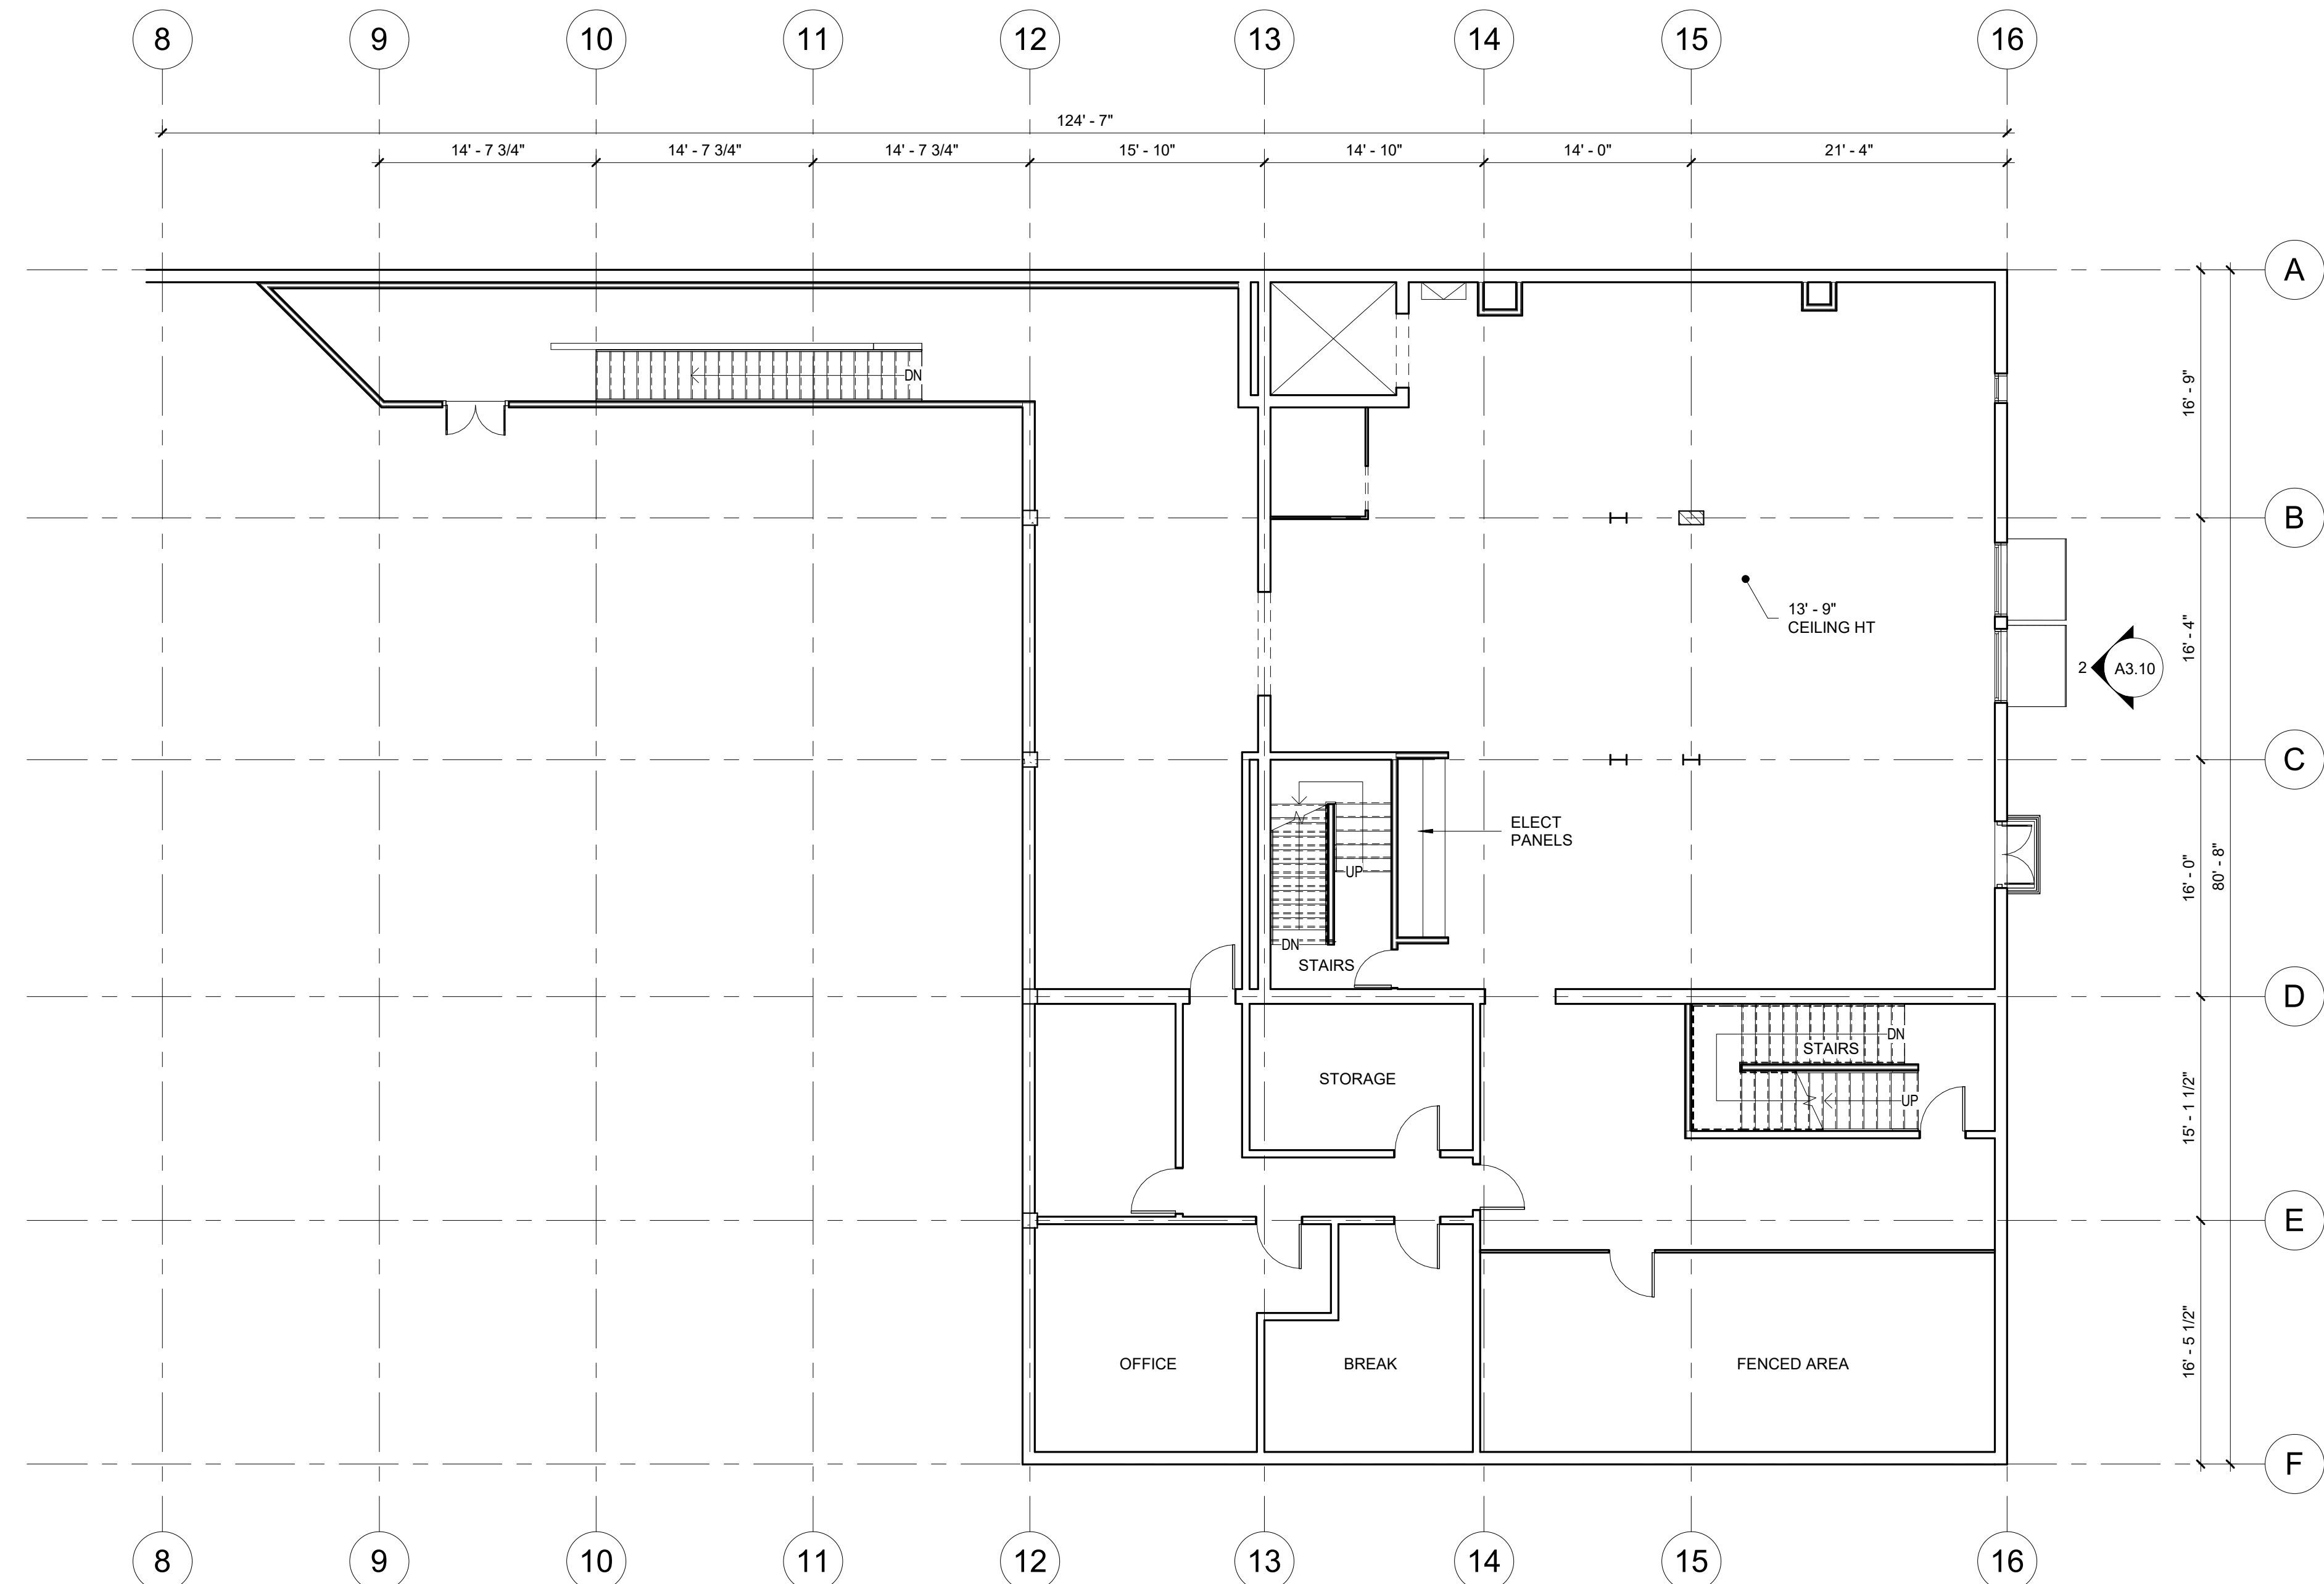 8 9 10 11 12 13 14 15 16
124' - 7"
14' - 7 3/4" 14' - 7 3/4" 14' - 7 3/4" 15' - 10" 14' - 10" 14' - 0" 21' - 4"
A
DN
16' - 9"
B
13' - 9"
CEILING HT
16' - 4"
2 A3.10
C
ELECT
PANELS
UP
16' - 0"
80' - 8"
DN
STAIRS
D
DN
STAIRS
STORAGE
UP
15' - 1 1/2"
E
OFFICE BREAK FENCED AREA
16' - 5 1/2"
F
8 9 10 11 12 13 14 15 16